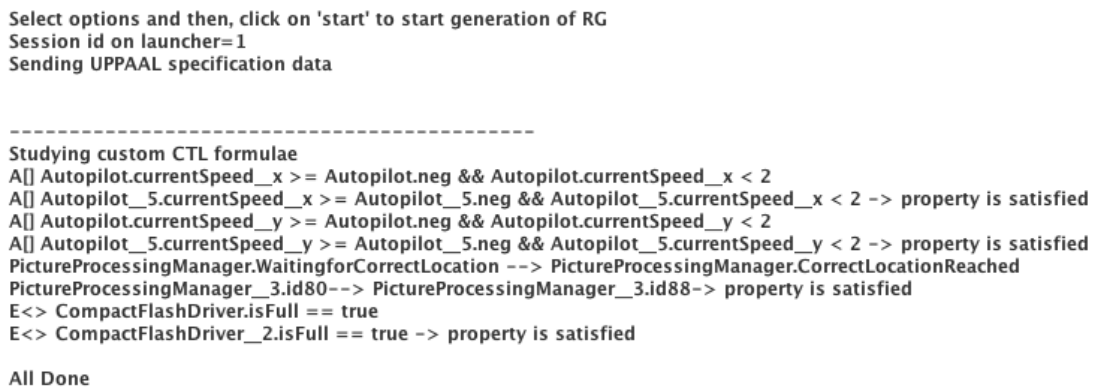 Select options and then, click on 'start' to start generation of RG
Session id on launcher=1
Sending UPPAAL specification data
--------------------------------------------
Studying custom CTL formulae
A[] Autopilot.currentSpeed__x >= Autopilot.neg && Autopilot.currentSpeed__x < 2
A[] Autopilot__5.currentSpeed__x >= Autopilot__5.neg && Autopilot__5.currentSpeed__x < 2 -> property is satisfied
A[] Autopilot.currentSpeed__y >= Autopilot.neg && Autopilot.currentSpeed__y < 2
A[] Autopilot__5.currentSpeed__y >= Autopilot__5.neg && Autopilot__5.currentSpeed__y < 2 -> property is satisfied
PictureProcessingManager.WaitingforCorrectLocation --> PictureProcessingManager.CorrectLocationReached
PictureProcessingManager__3.id80--> PictureProcessingManager__3.id88-> property is satisfied
E<> CompactFlashDriver.isFull == true
E<> CompactFlashDriver__2.isFull == true -> property is satisfied
All Done